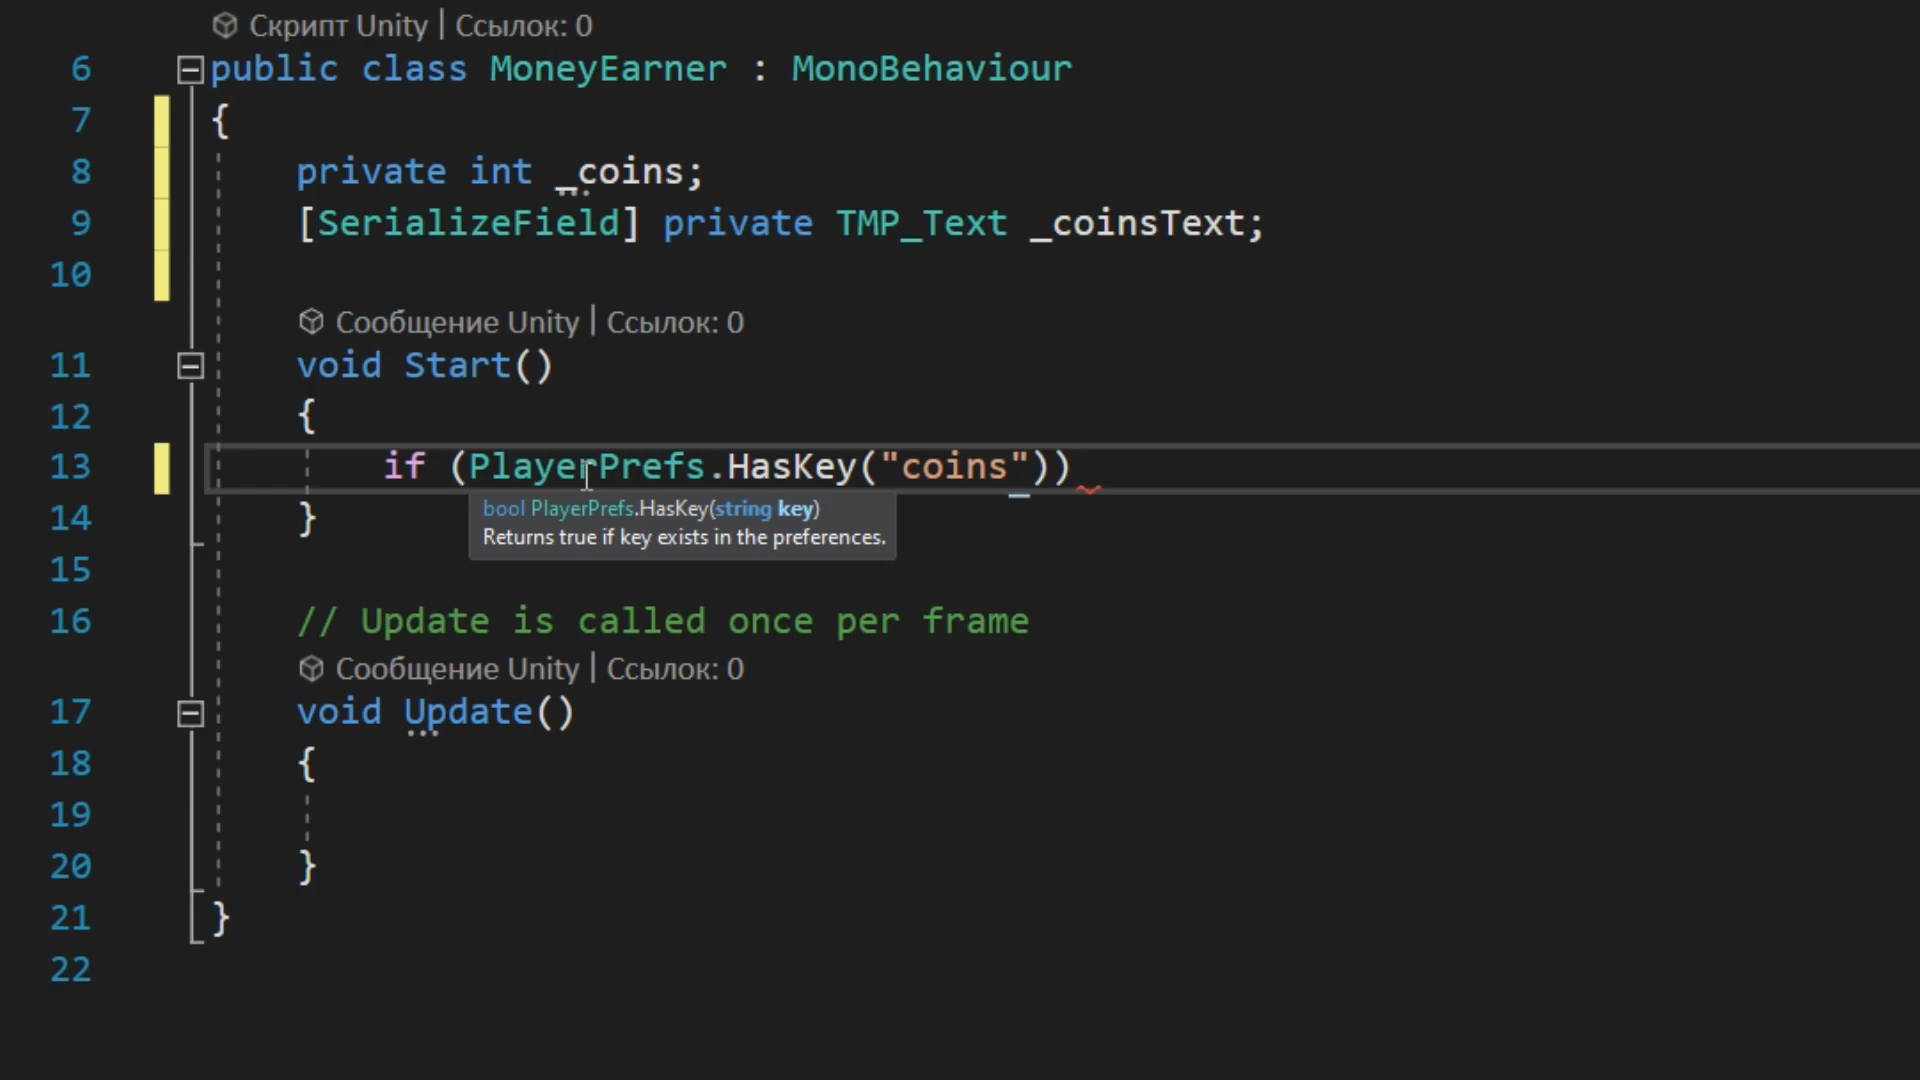 Скрипт Unity | Ссылок: 0
6 public class MoneyEarner : MonoBehaviour
7 {
8 private int _coins;
9 [SerializeField] private TMP_Text _coinsText;
10
Сообщение Unity | Ссылок: 0
11 void Start()
12 {
13 if (PlayerPrefs.HasKey("coins"))
bool PlayerPrefs.HasKey(string key)
Returns true if key exists in the preferences.
14 }
15
16 // Update is called once per frame
Сообщение Unity | Ссылок: 0
17 void Update()
18 {
19
20 }
21 }
22